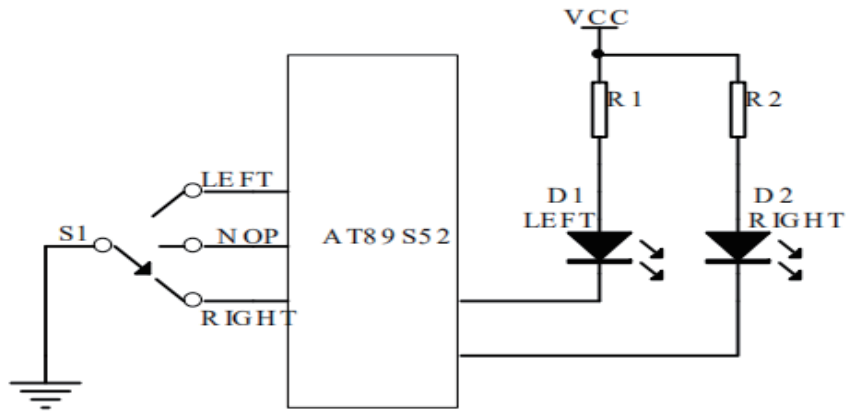 VCC
R1
R2
LEFT
D1
LEFT
D2
RIGHT
S1
NOP
AT89S52
RIGHT